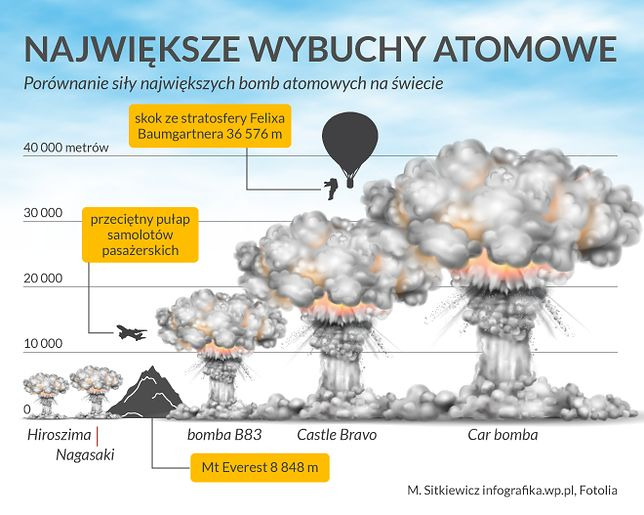 NAJWIĘKSZE WYBUCHY ATOMOWE
Porównanie siły największych bomb atomowych na świecie
skok ze stratosfery Felixa
Baumgartnera 36 576 m
40 000 metrów
30 000
przeciętny pułap
samolotów
pasażerskich
20 000
10 000
0
Hiroszima
Nagasaki
bomba B83
Castle Bravo
Car bomba
Mt Everest 8 848 m
M. Sitkiewicz infografika.wp.pl, Fotolia